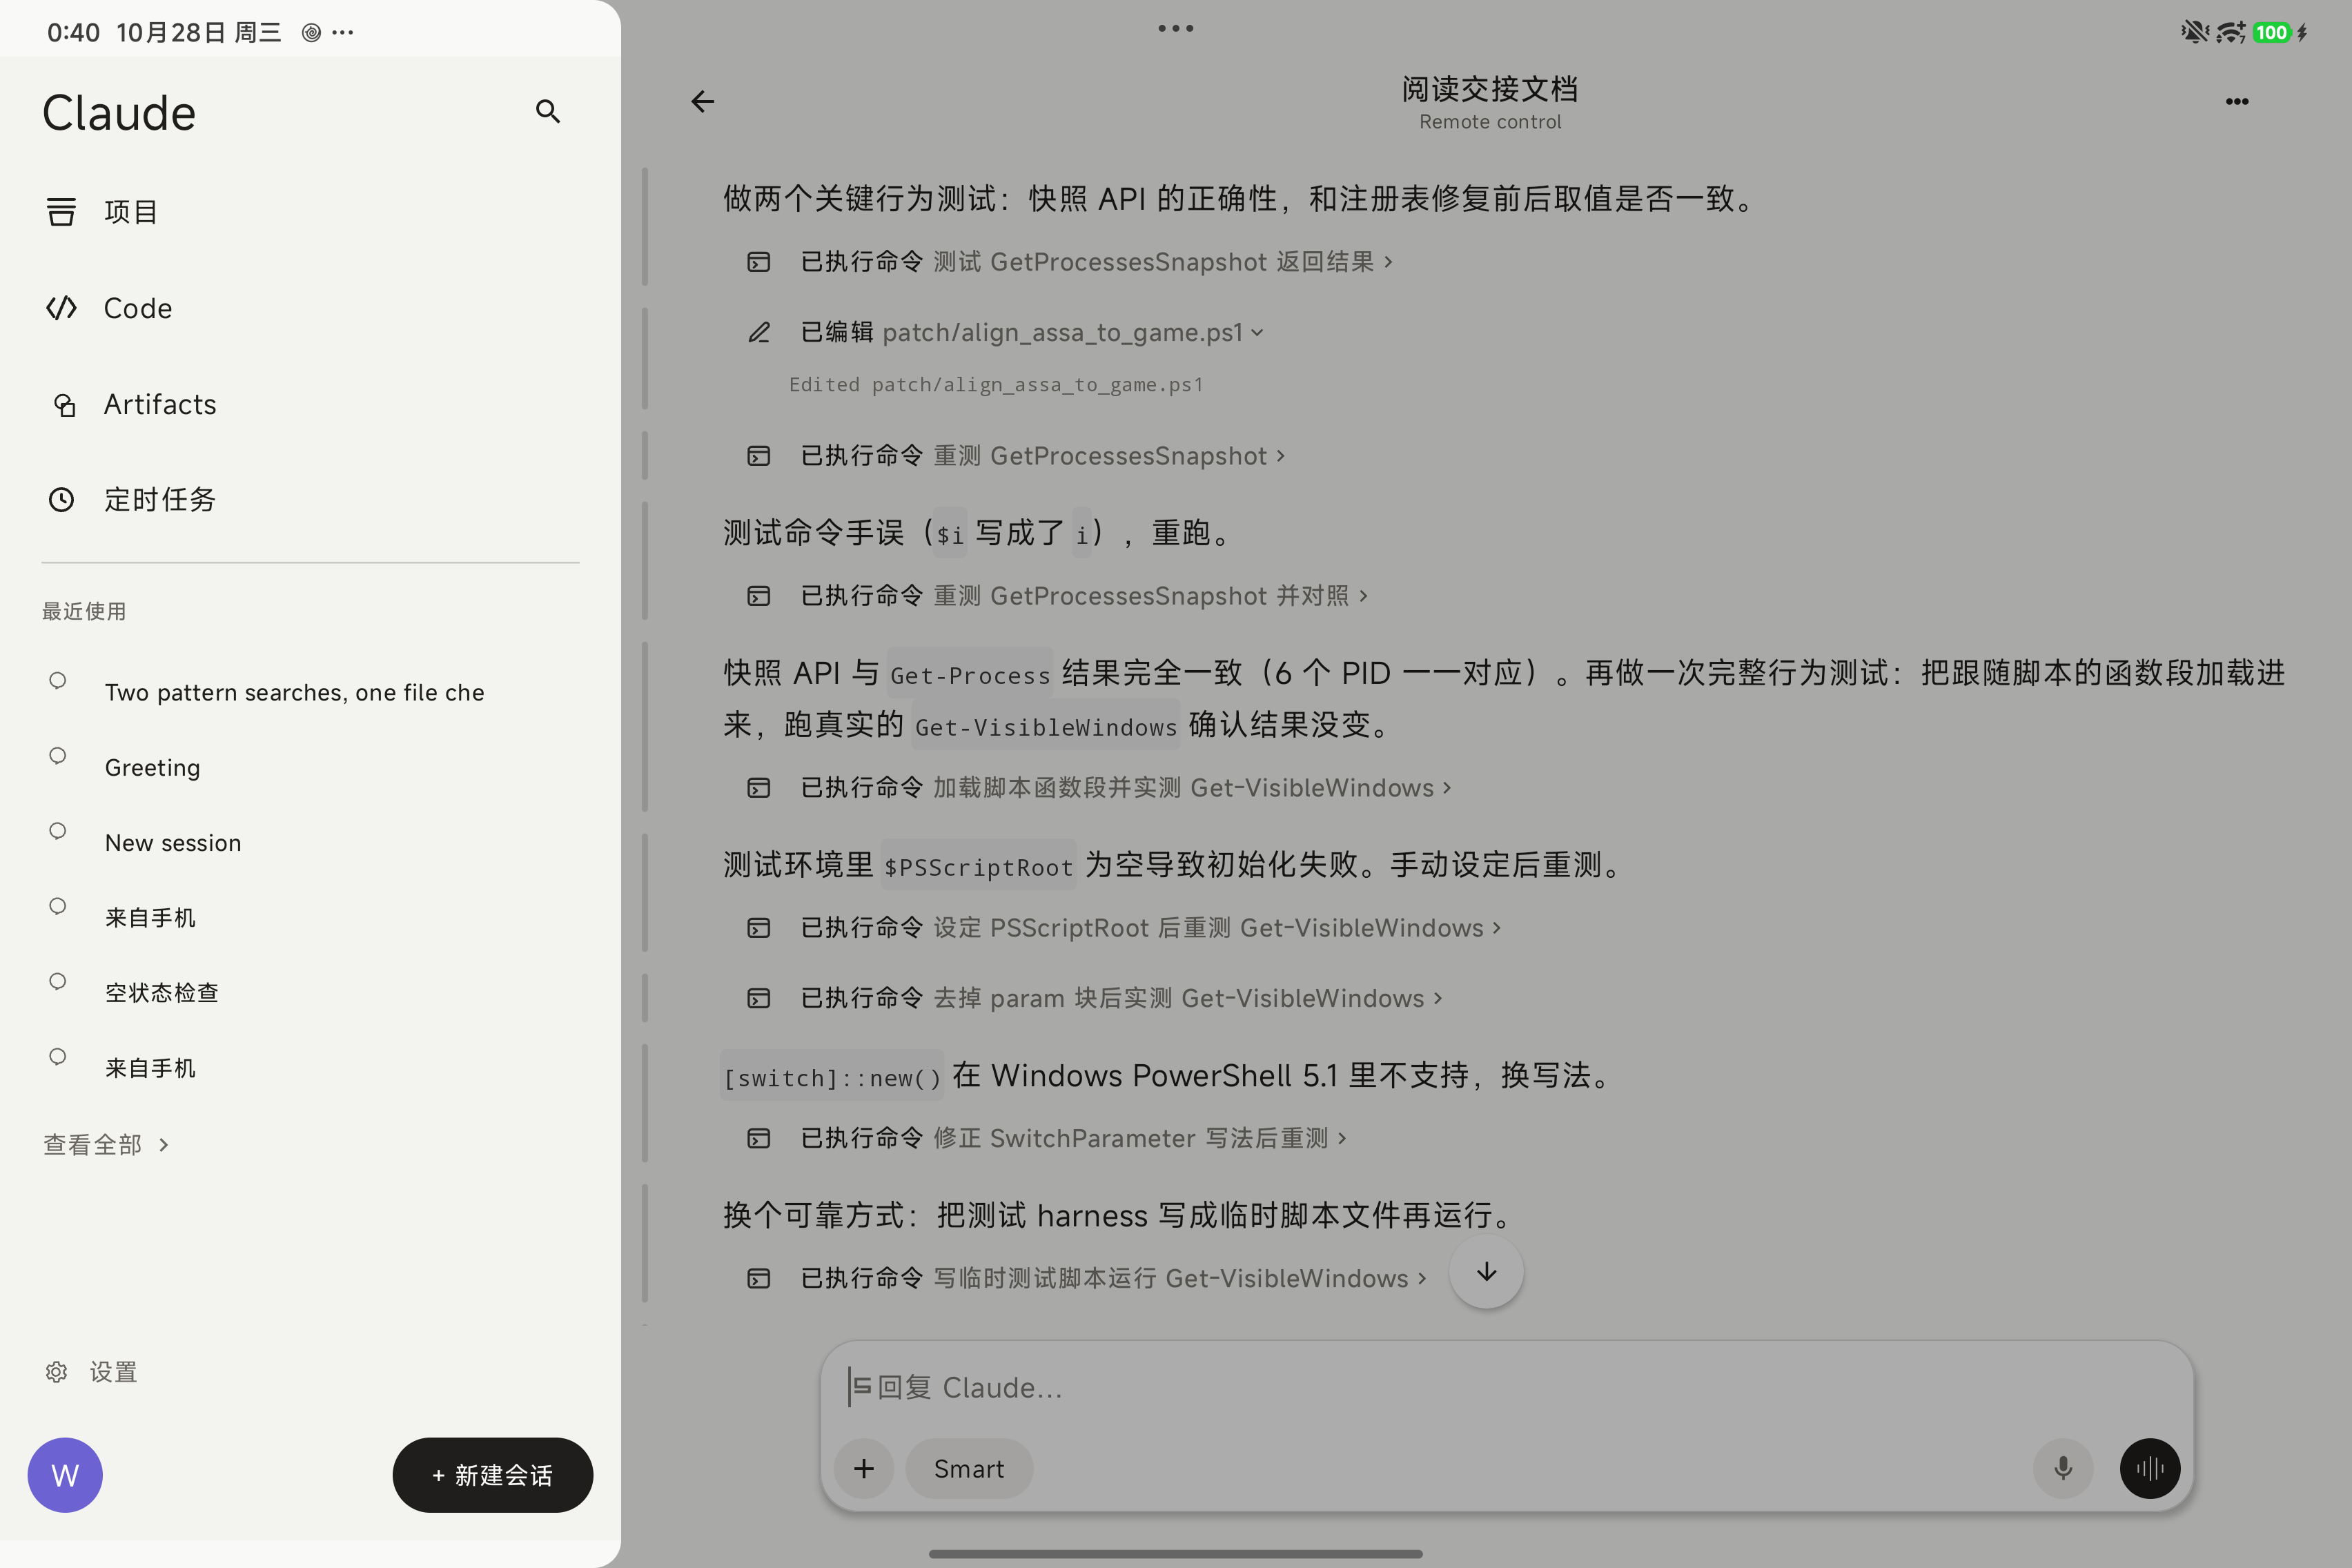 0:40 10月28日 周三
100
Claude
项目
Code
Artifacts
定时任务
最近使用
Two pattern searches, one file che
Greeting
New session
来自手机
空状态检查
来自手机
查看全部
设置
W
+ 新建会话
阅读交接文档
Remote control
做两个关键行为测试：快照 API 的正确性，和注册表修复前后取值是否一致。
已执行命令 测试 GetProcessesSnapshot 返回结果
已编辑 patch/align_assa_to_game.ps1
Edited patch/align_assa_to_game.ps1
已执行命令 重测 GetProcessesSnapshot
测试命令手误（$i 写成了 i），重跑。
已执行命令 重测 GetProcessesSnapshot 并对照
快照 API 与 Get-Process 结果完全一致（6 个 PID 一一对应）。再做一次完整行为测试：把跟随脚本的函数段加载进
来，跑真实的 Get-VisibleWindows 确认结果没变。
已执行命令 加载脚本函数段并实测 Get-VisibleWindows
测试环境里 $PSScriptRoot 为空导致初始化失败。手动设定后重测。
已执行命令 设定 PSScriptRoot 后重测 Get-VisibleWindows
已执行命令 去掉 param 块后实测 Get-VisibleWindows
[switch]::new() 在 Windows PowerShell 5.1 里不支持，换写法。
已执行命令 修正 SwitchParameter 写法后重测
换个可靠方式：把测试 harness 写成临时脚本文件再运行。
已执行命令 写临时测试脚本运行 Get-VisibleWindows
回复 Claude...
Smart